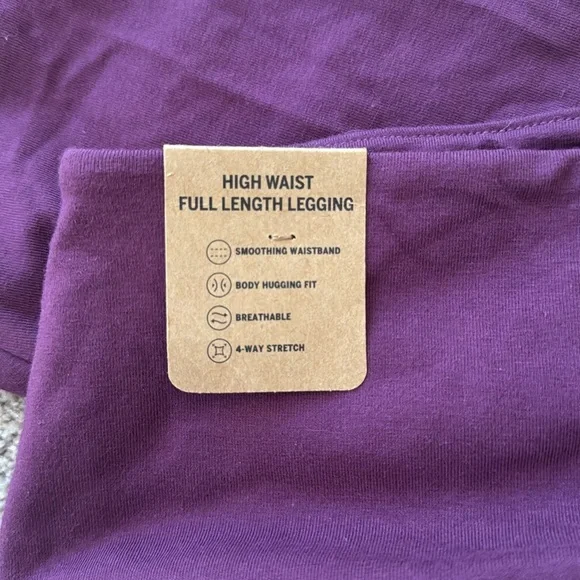 HIGH WAIST
FULL LENGTH LEGGING
SMOOTHING WAISTBAND
BODY HUGGING FIT
BREATHABLE
4-WAY STRETCH